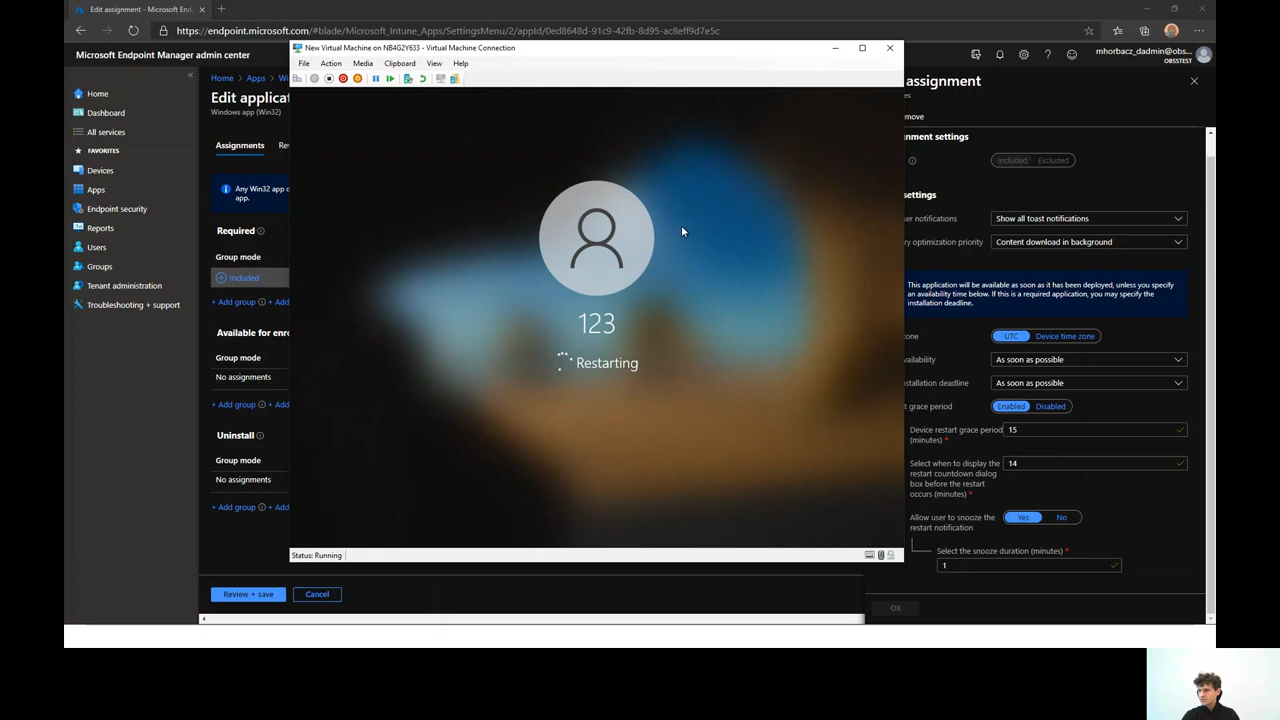 Edit assignment - Microsoft End
https://endpoint.microsoft.com/#blade/Microsoft_Intune_Apps/SettingsMenu/2/appId/0ed8648d-91c9-42fb-8d95-ac8eff9d7e5c
Microsoft Endpoint Manager admin center
mhorbacz_dadmin@obs...
OBSSTEST
Home
Dashboard
All services
FAVORITES
Devices
Apps
Endpoint security
Reports
Users
Groups
Tenant administration
Troubleshooting + support
Home > Apps > Wi
Edit applicat
Windows app (Win32)
Assignments Re
Any Win32 app d
app.
Required
Group mode
Included
+ Add group + Add
Available for enro
Group mode
No assignments
+ Add group + Add
Uninstall
Group mode
No assignments
+ Add group + Add
Review + save Cancel
New Virtual Machine on NB4G2Y633 - Virtual Machine Connection
File Action Media Clipboard View Help
123
Restarting
Status: Running
assignment
es
move
nment settings
Included Excluded
settings
ser notifications Show all toast notifications
ry optimization priority Content download in background
This application will be available as soon as it has been deployed, unless you specify
an availability time below. If this is a required application, you may specify the
installation deadline.
one UTC Device time zone
vailability As soon as possible
stallation deadline As soon as possible
t grace period Enabled Disabled
Device restart grace period
(minutes) *
15
Select when to display the
restart countdown dialog
box before the restart
occurs (minutes) *
14
Allow user to snooze the
restart notification
Yes No
Select the snooze duration (minutes) *
1
OK